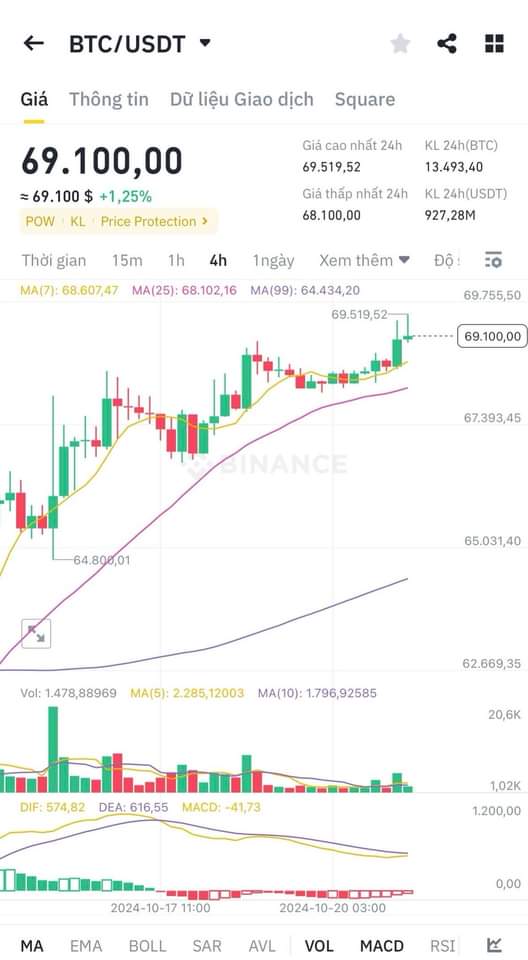 BTC/USDT
Giá Thông tin Dữ liệu Giao dịch Square
69.100,00
≈ 69.100 $ +1,25%
POW KL Price Protection
Giá cao nhất 24h KL 24h(BTC)
69.519,52 13.493,40
Giá thấp nhất 24h KL 24h(USDT)
68.100,00 927,28M
Thời gian 15m 1h 4h 1ngày Xem thêm Độ
MA(7): 68.607,47 MA(25): 68.102,16 MA(99): 64.434,20
69.755,50
69.519,52
69.100,00
67.393,45
BINANCE
65.031,40
64.800,01
62.669,35
Vol: 1.478,88969 MA(5): 2.285,12003 MA(10): 1.796,92585
20,6K
1,02K
DIF: 574,82 DEA: 616,55 MACD: -41,73
1.200,00
0,00
2024-10-17 11:00 2024-10-20 03:00
MA EMA BOLL SAR AVL VOL MACD RSI